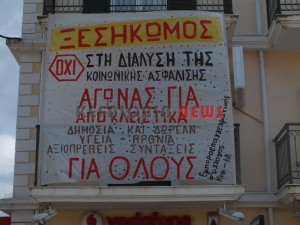 ΞΕΣΗΚΩΜΟΣ
ΟΧΙ ΣΤΗ ΔΙΑΛΥΣΗ ΤΗΣ
ΚΟΙΝΩΝΙΚΗΣ ΑΣΦΑΛΙΣΗΣ
ΑΓΩΝΑΣ ΓΙΑ
ΑΠΟΚΛΕΙΣΤΙΚΑ
ΔΗΜΟΣΙΑ - ΚΑΙ ΔΩΡΕΑΝ
ΥΓΕΙΑ - ΠΡΟΝΙΑ
ΑΞΙΟΠΡΕΠΕΙΣ - ΣΥΝΤΑΞΕΙΣ
ΓΙΑ ΟΛΟΥΣ
NEWS